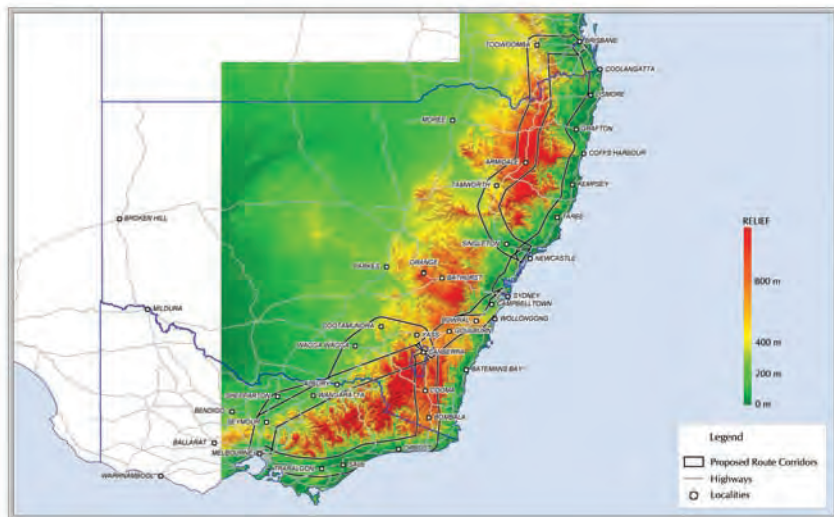 BRISBANE
TOOWOOMBA
COOLANGATTA
LISMORE
MOREE
GRAFTON
COFFS HARBOUR
ARMIDALE
TAMWORTH
KEMPSEY
BROKEN HILL
TAREE
SINGLETON
NEWCASTLE
PARKES
ORANGE
BATHURST
MILDURA
SYDNEY
CAMPBELLTOWN
WOLLONGONG
BOWRAL
COOTAMUNDRA
GOULBURN
YASS
WAGGA WAGGA
CANBERRA
BATEMANS BAY
ALBURY
COOMA
SHEPPARTON
WANGARATTA
BENDIGO
SEYMOUR
BOMBALA
BALLARAT
MELBOURNE
SALE
TRARALGON
WARRNAMBOOL
RELIEF
800 m
400 m
200 m
0 m
Legend
Proposed Route Corridors
Highways
Localities